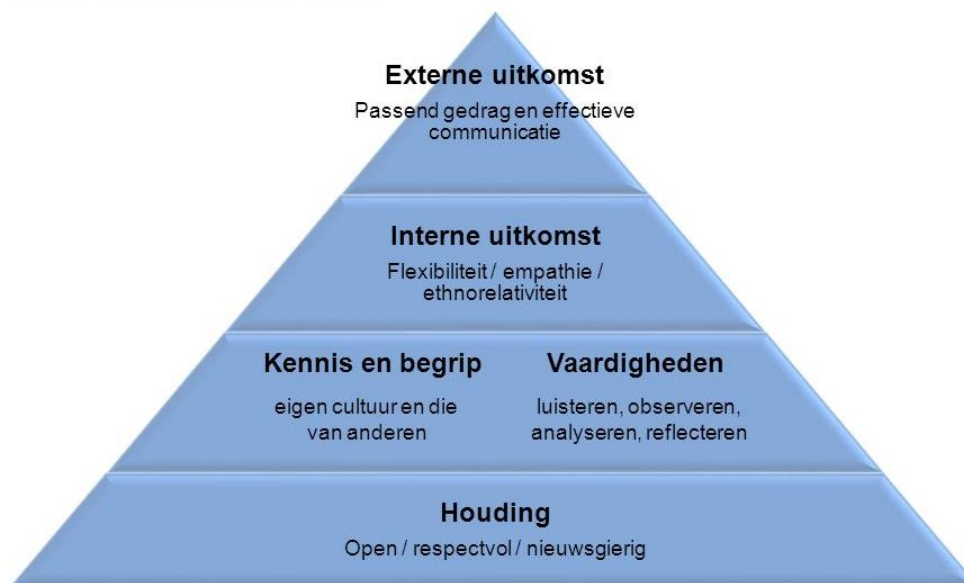 Externe uitkomst
Passend gedrag en effectieve
communicatie
Interne uitkomst
Flexibiliteit / empathie /
ethnorelativiteit
Kennis en begrip
eigen cultuur en die
van anderen
Vaardigheden
luisteren, observeren,
analyseren, reflecteren
Houding
Open / respectvol / nieuwsgierig